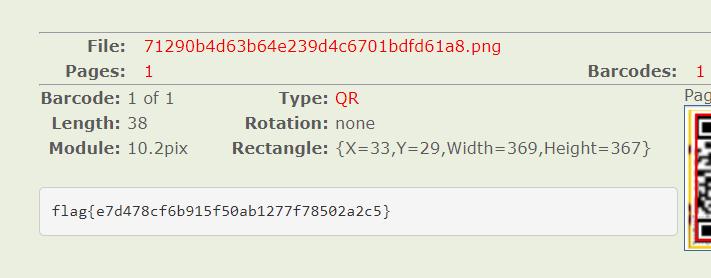 File: 71290b4d63b64e239d4c6701bdfd61a8.png
Pages: 1 Barcodes: 1
Barcode: 1 of 1 Type: QR Pag
Length: 38 Rotation: none
Module: 10.2pix Rectangle: {X=33,Y=29,Width=369,Height=367}
flag{e7d478cf6b915f50ab1277f78502a2c5}